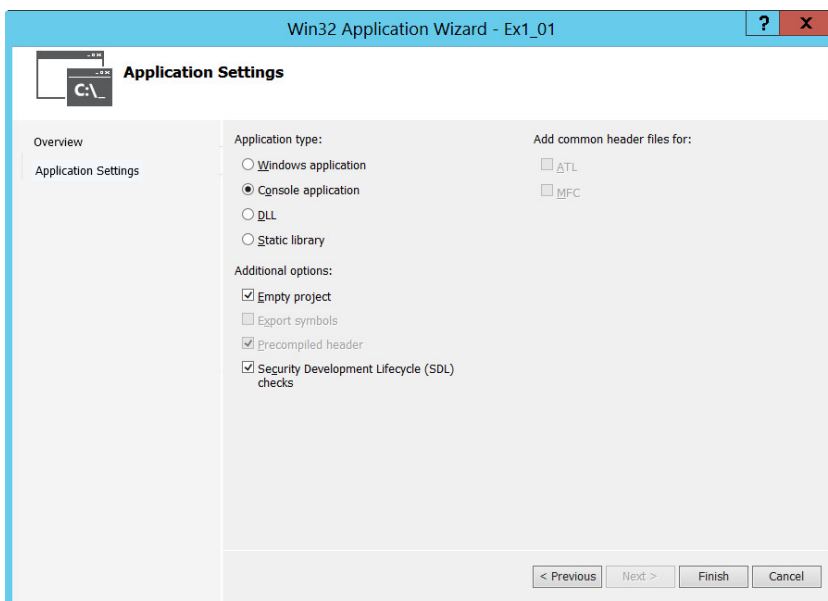 Win32 Application Wizard - Ex1_01
? x
C:\_
Application Settings
Overview
Application Settings
Application type:
Windows application
Console application
DLL
Static library
Additional options:
Empty project
Export symbols
Precompiled header
Security Development Lifecycle (SDL)
checks
Add common header files for:
ATL
MFC
< Previous Next > Finish Cancel